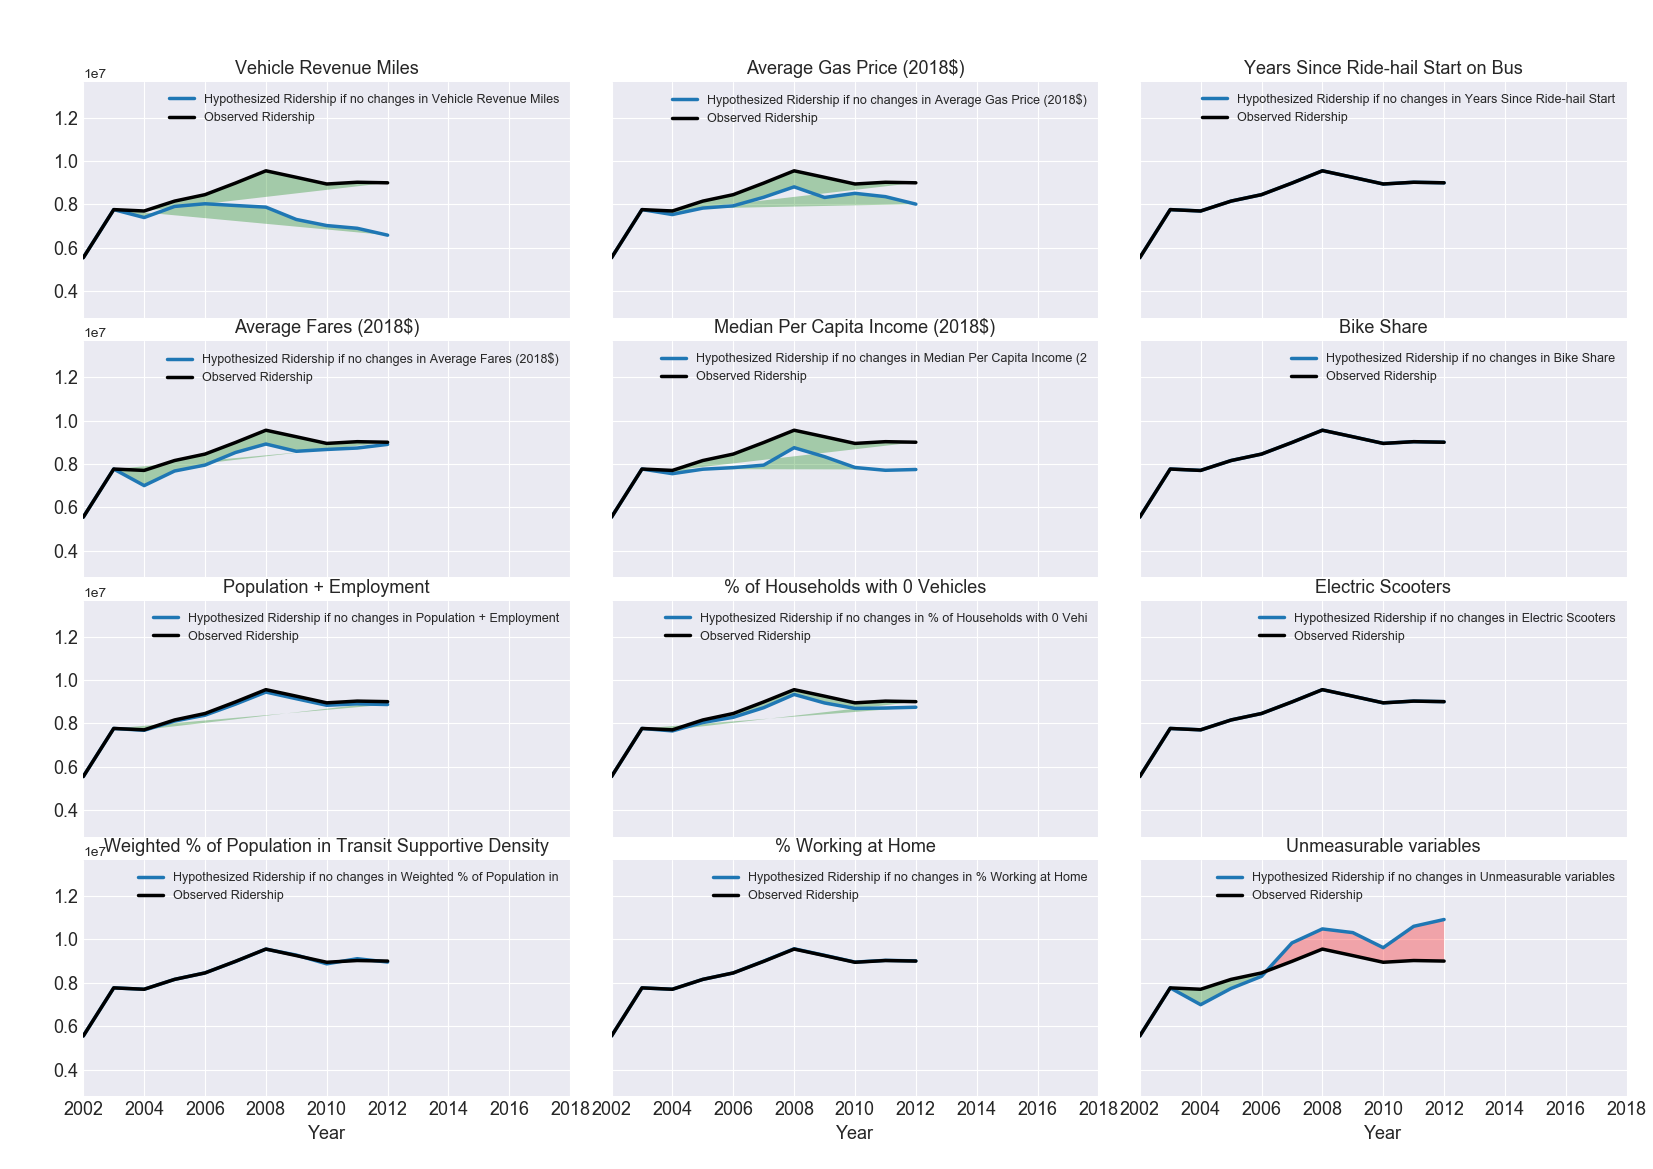 Vehicle Revenue Miles
1e7
Hypothesized Ridership if no changes in Vehicle Revenue Miles
Observed Ridership
1.2
1.0
0.8
0.6
0.4
Average Gas Price (2018$)
Hypothesized Ridership if no changes in Average Gas Price (2018$)
Observed Ridership
Years Since Ride-hail Start on Bus
Hypothesized Ridership if no changes in Years Since Ride-hail Start
Observed Ridership
Average Fares (2018$)
1e7
Hypothesized Ridership if no changes in Average Fares (2018$)
Observed Ridership
1.2
1.0
0.8
0.6
0.4
Median Per Capita Income (2018$)
Hypothesized Ridership if no changes in Median Per Capita Income (2
Observed Ridership
Bike Share
Hypothesized Ridership if no changes in Bike Share
Observed Ridership
Population + Employment
1e7
Hypothesized Ridership if no changes in Population + Employment
Observed Ridership
1.2
1.0
0.8
0.6
0.4
% of Households with 0 Vehicles
Hypothesized Ridership if no changes in % of Households with 0 Vehi
Observed Ridership
Electric Scooters
Hypothesized Ridership if no changes in Electric Scooters
Observed Ridership
Weighted % of Population in Transit Supportive Density
1e7
Hypothesized Ridership if no changes in Weighted % of Population in
Observed Ridership
1.2
1.0
0.8
0.6
0.4
2002 2004 2006 2008 2010 2012 2014 2016 2018
Year
% Working at Home
Hypothesized Ridership if no changes in % Working at Home
Observed Ridership
2002 2004 2006 2008 2010 2012 2014 2016 2018
Year
Unmeasurable variables
Hypothesized Ridership if no changes in Unmeasurable variables
Observed Ridership
2002 2004 2006 2008 2010 2012 2014 2016 2018
Year